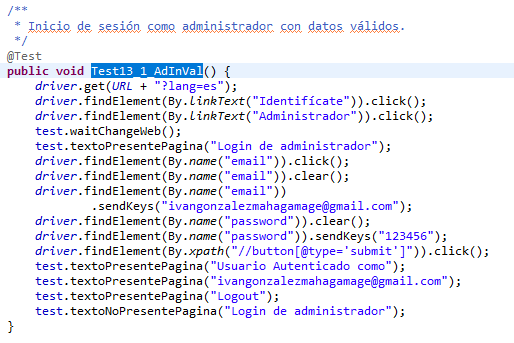 /**
 * Inicio de sesión como administrador con datos válidos.
 */
@Test
public void Test13_1_AdInVal() {
    driver.get(URL + "?lang=es");
    driver.findElement(By.linkText("Identifícate")).click();
    driver.findElement(By.linkText("Administrador")).click();
    test.waitChangeWeb();
    test.textoPresentePagina("Login de administrador");
    driver.findElement(By.name("email")).click();
    driver.findElement(By.name("email")).clear();
    driver.findElement(By.name("email"))
            .sendKeys("ivangonzalezmahagamage@gmail.com");
    driver.findElement(By.name("password")).clear();
    driver.findElement(By.name("password")).sendKeys("123456");
    driver.findElement(By.xpath("//button[@type='submit']")).click();
    test.textoPresentePagina("Usuario Autenticado como");
    test.textoPresentePagina("ivangonzalezmahagamage@gmail.com");
    test.textoPresentePagina("Logout");
    test.textoNoPresentePagina("Login de administrador");
}